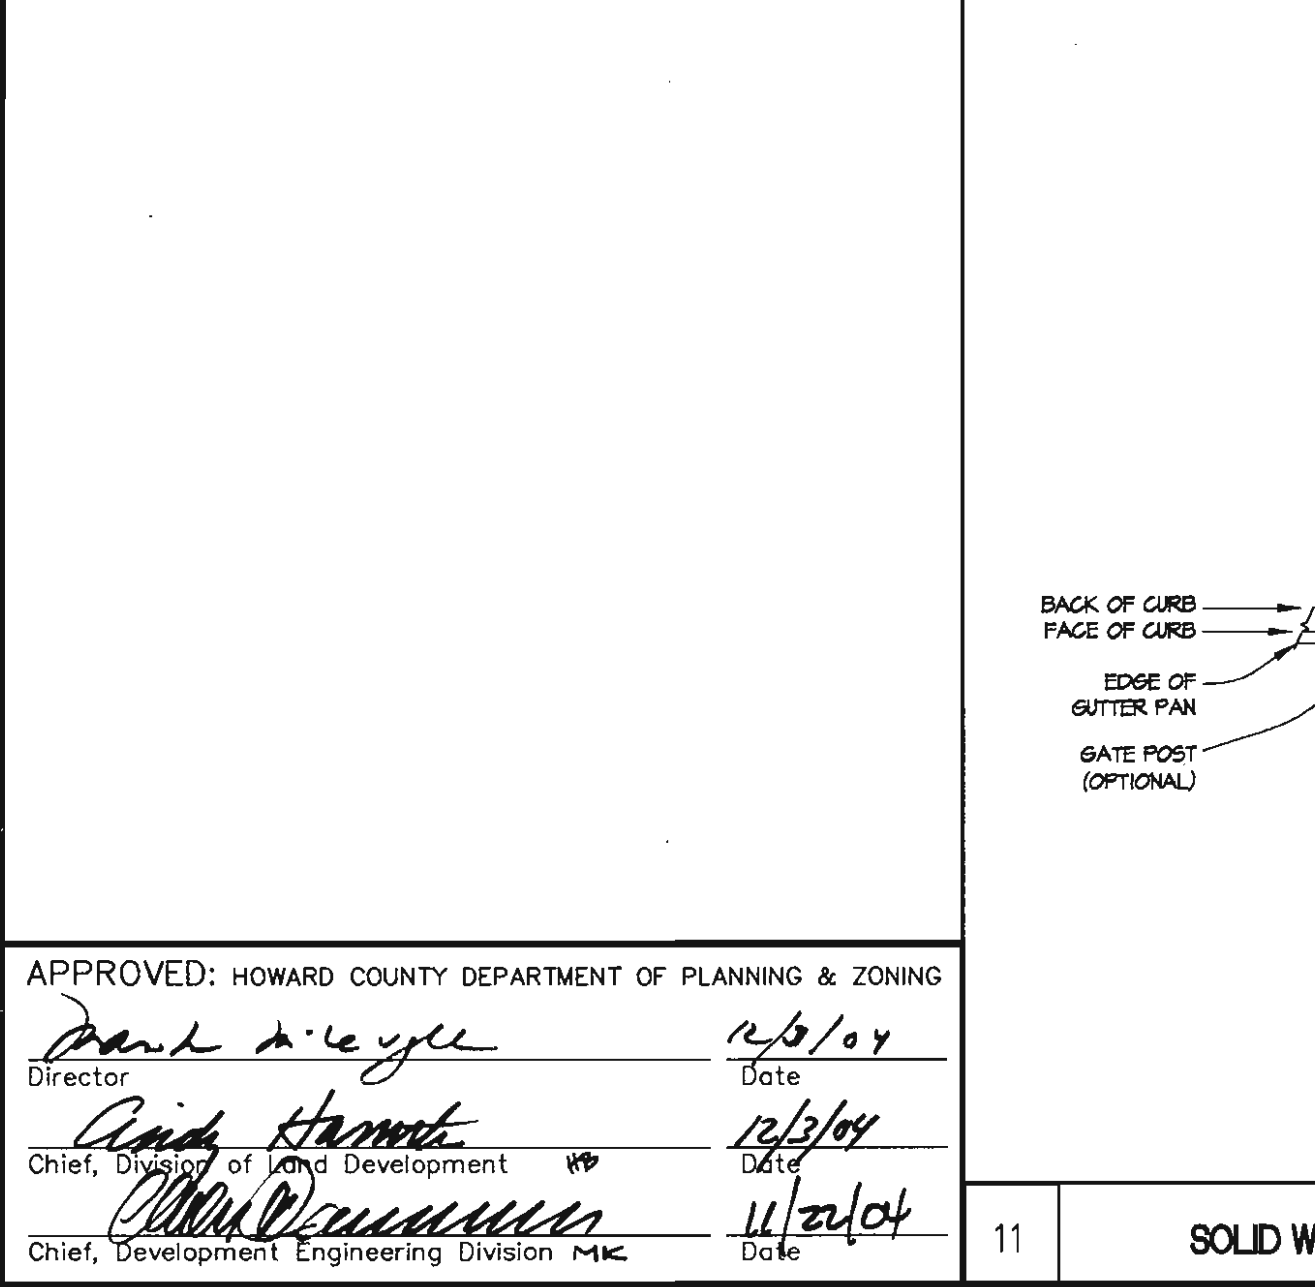 BACK OF CURB
FACE OF CURB
EDGE OF
GUTTER PAN
GATE POST
(OPTIONAL)
APPROVED: HOWARD COUNTY DEPARTMENT OF PLANNING & ZONING
12/3/04
Director Date
12/3/04
Chief, Division of Land Development HB Date
11/22/04
Chief, Development Engineering Division MK Date
11 SOLID W